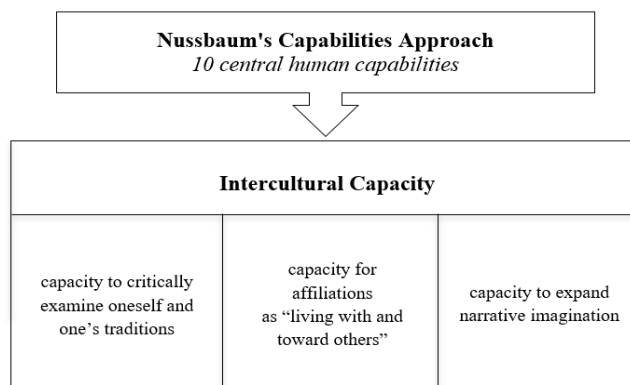 Nussbaum's Capabilities Approach
10 central human capabilities
Intercultural Capacity
capacity to critically
examine oneself and
one’s traditions
capacity for
affiliations
as “living with and
toward others”
capacity to expand
narrative imagination